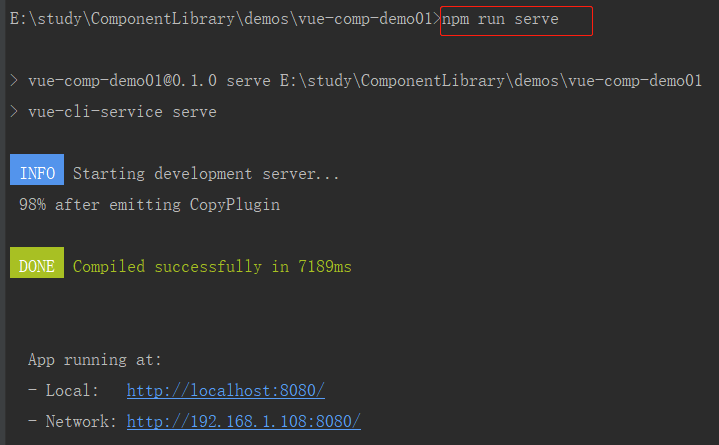 E:\study\ComponentLibrary\demos\vue-comp-demo01>npm run serve
> vue-comp-demo01@0.1.0 serve E:\study\ComponentLibrary\demos\vue-comp-demo01
> vue-cli-service serve
INFO Starting development server...
98% after emitting CopyPlugin
DONE Compiled successfully in 7189ms
App running at:
- Local: http://localhost:8080/
- Network: http://192.168.1.108:8080/